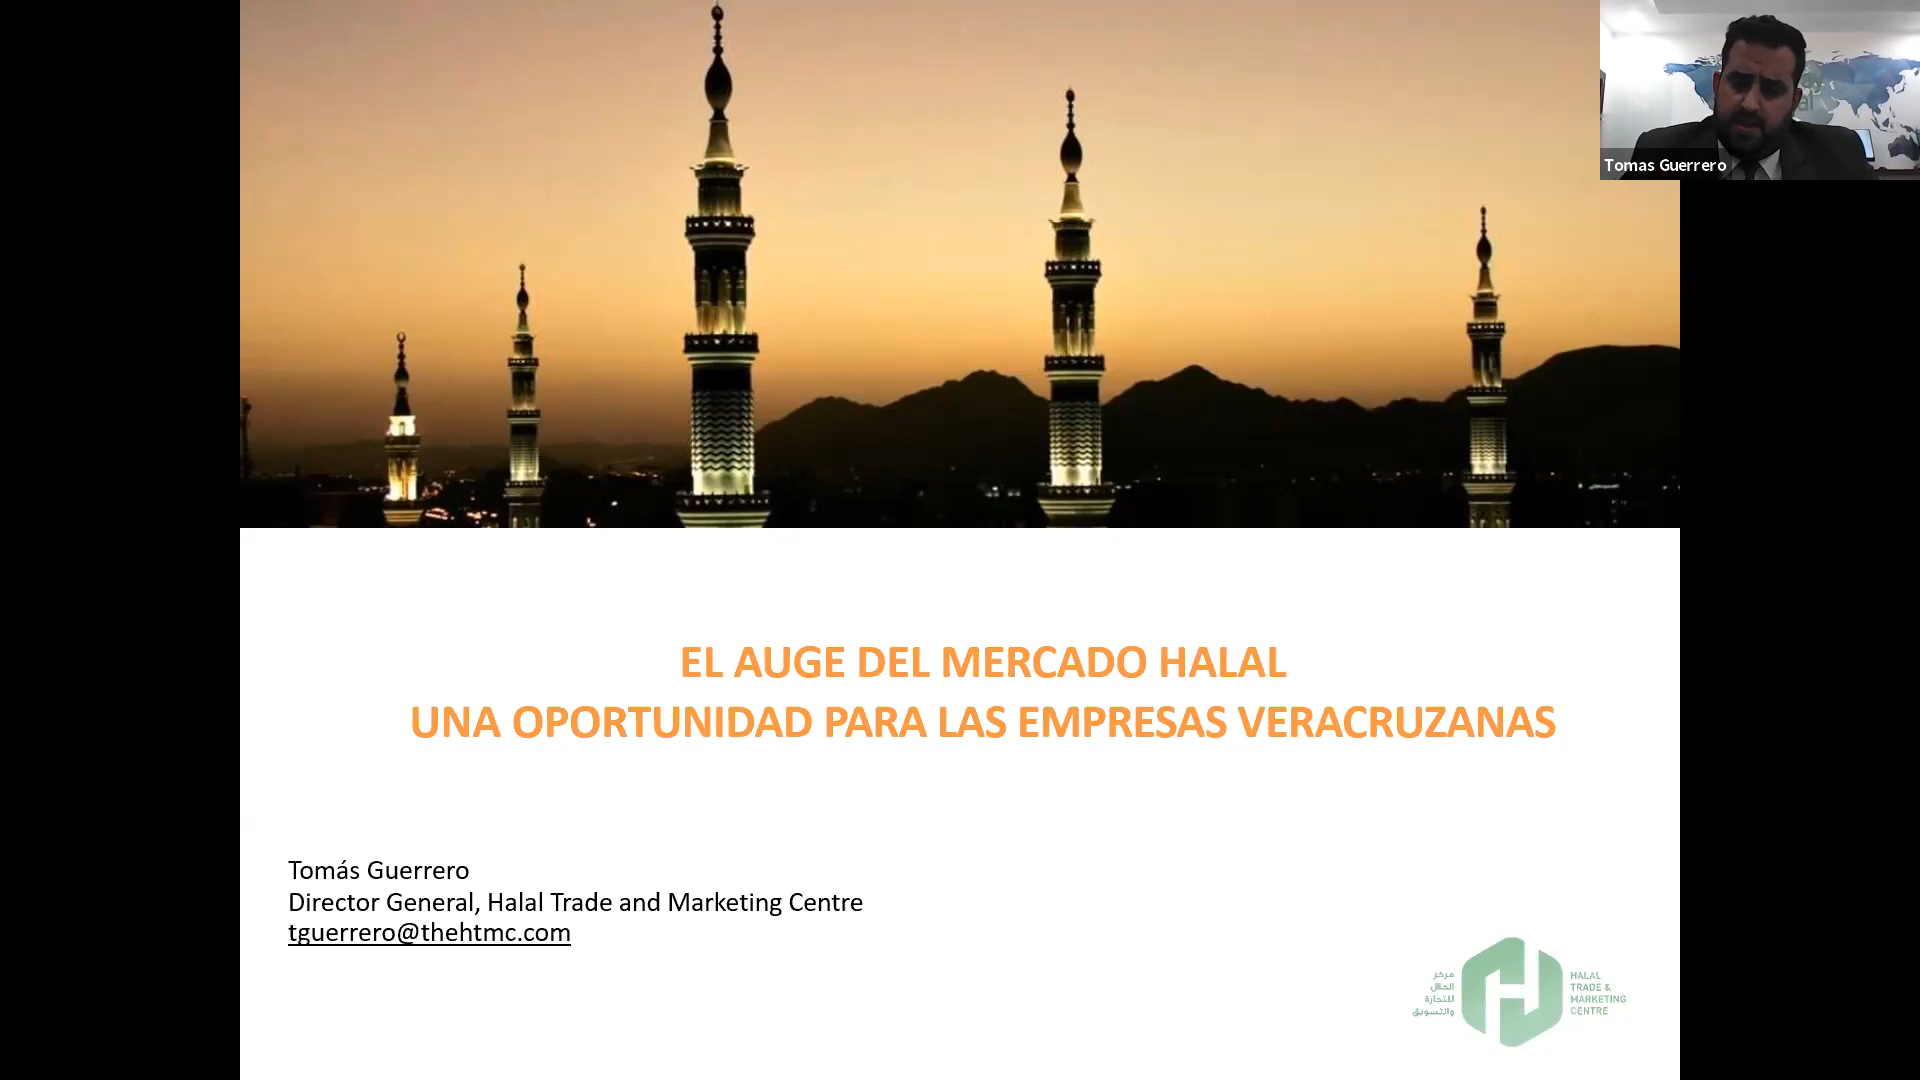 Tomas Guerrero
EL AUGE DEL MERCADO HALAL
UNA OPORTUNIDAD PARA LAS EMPRESAS VERACRUZANAS
Tomás Guerrero
Director General, Halal Trade and Marketing Centre
tguerrero@thehtmc.com
مركز
الحلال
للتجارة
والتسويق
HALAL
TRADE &
MARKETING
CENTRE